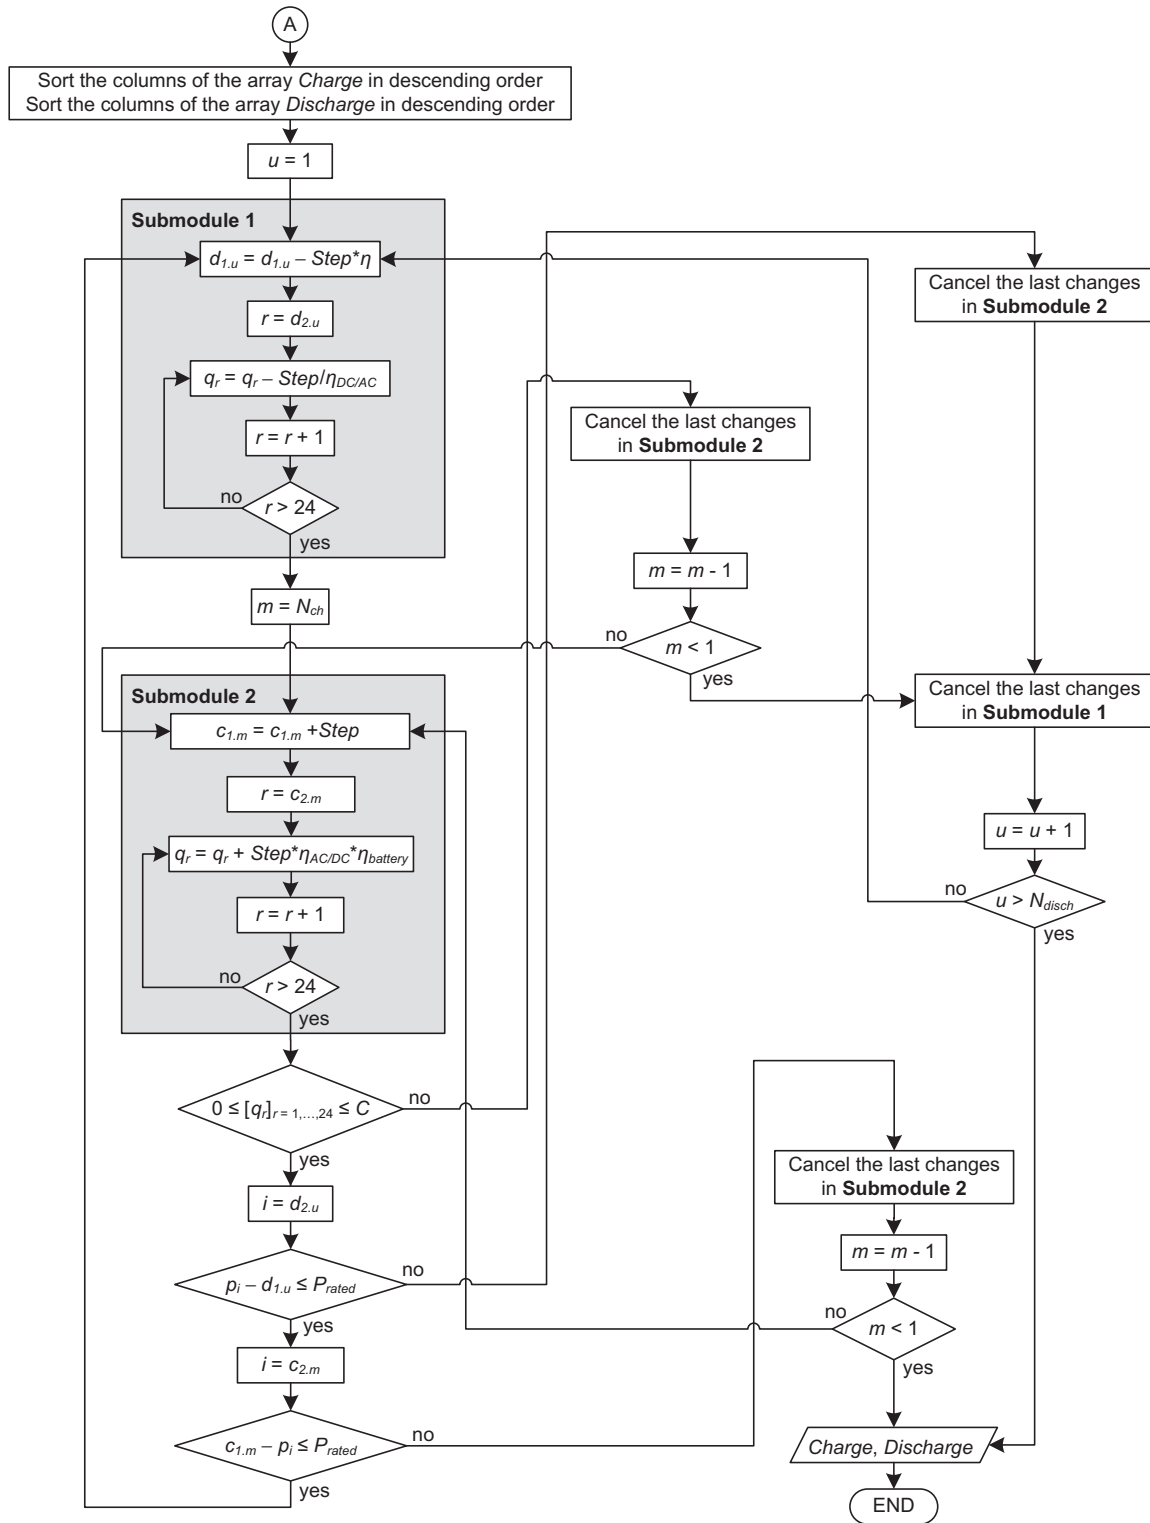 A
Sort the columns of the array Charge in descending order
Sort the columns of the array Discharge in descending order
u = 1
Submodule 1
d1.u = d1.u – Step*η
r = d2.u
qr = qr – Step/ηDC/AC
r = r + 1
no
r > 24
yes
m = Nch
Submodule 2
c1.m = c1.m +Step
r = c2.m
qr = qr + Step*ηAC/DC*ηbattery
r = r + 1
no
r > 24
yes
0 ≤ [qr]r = 1,…,24 ≤ C
no
yes
i = d2.u
pi – d1.u ≤ Prated
no
yes
i = c2.m
c1.m – pi ≤ Prated
no
yes
Cancel the last changes
in Submodule 2
m = m - 1
no
m < 1
yes
Cancel the last changes
in Submodule 2
Cancel the last changes
in Submodule 1
u = u + 1
no
u > Ndisch
yes
Cancel the last changes
in Submodule 2
m = m - 1
no
m < 1
yes
Charge, Discharge
END